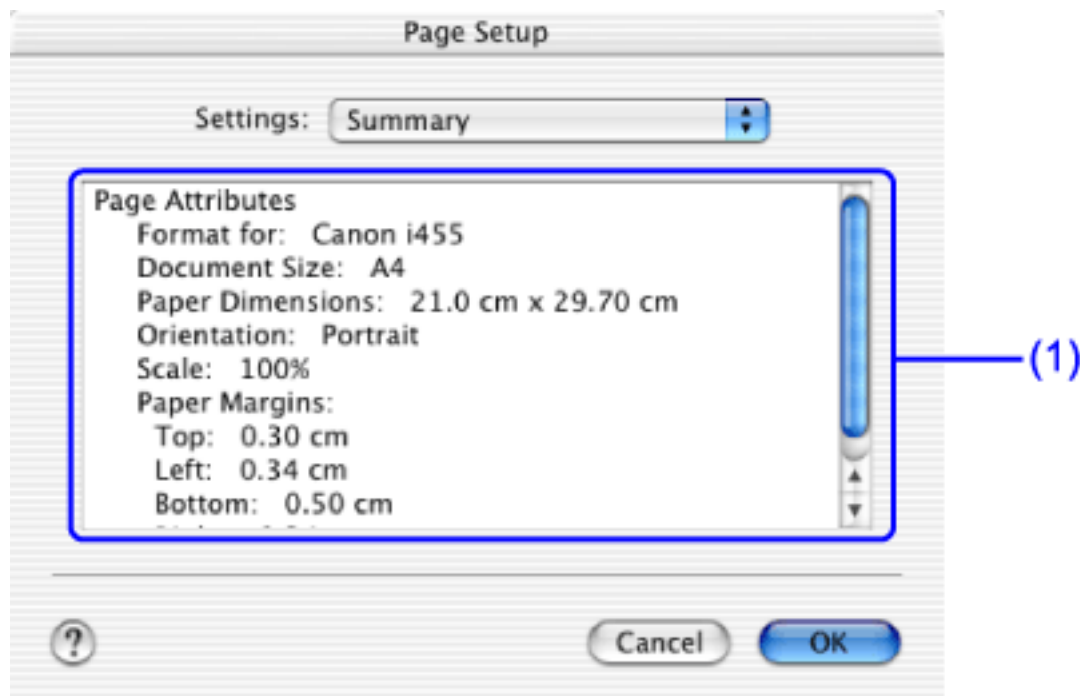 Page Setup
Settings: Summary
Page Attributes
Format for: Canon i455
Document Size: A4
Paper Dimensions: 21.0 cm x 29.70 cm
Orientation: Portrait
Scale: 100%
Paper Margins:
Top: 0.30 cm
Left: 0.34 cm
Bottom: 0.50 cm
(1)
? Cancel OK